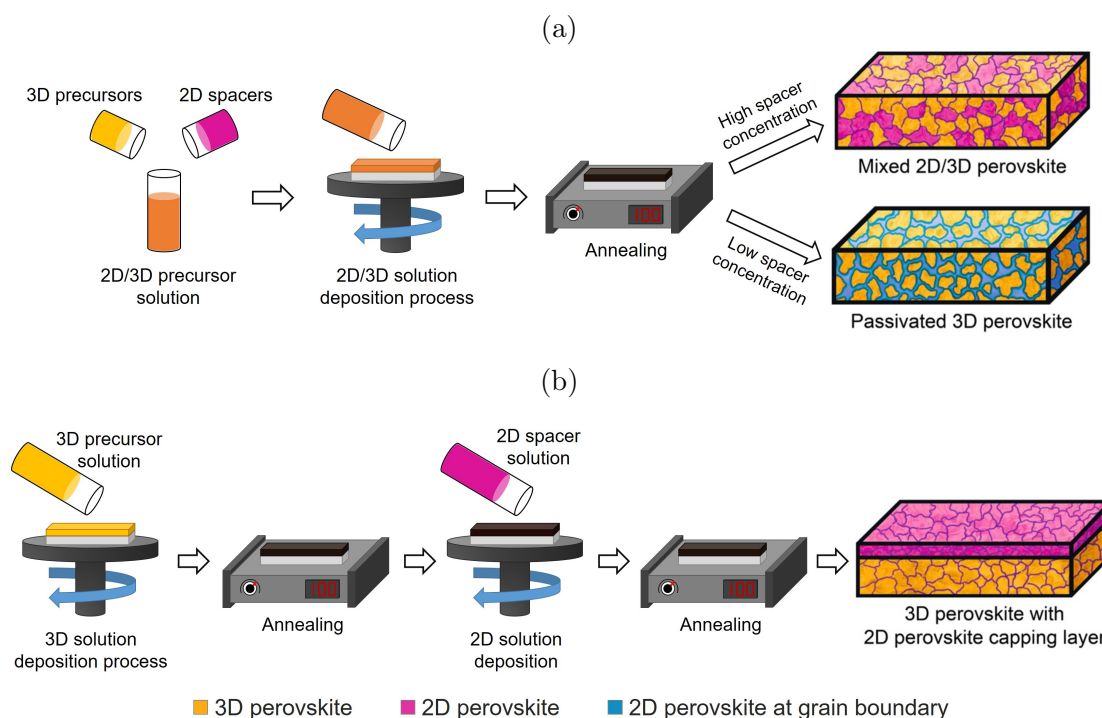 (a)
3D precursors
2D spacers
2D/3D precursor
solution
2D/3D solution
deposition process
100
Annealing
High spacer
concentration
Low spacer
concentration
Mixed 2D/3D perovskite
Passivated 3D perovskite
(b)
3D precursor
solution
3D solution
deposition process
100
Annealing
2D spacer
solution
2D solution
deposition
100
Annealing
3D perovskite with
2D perovskite capping layer
3D perovskite
2D perovskite
2D perovskite at grain boundary